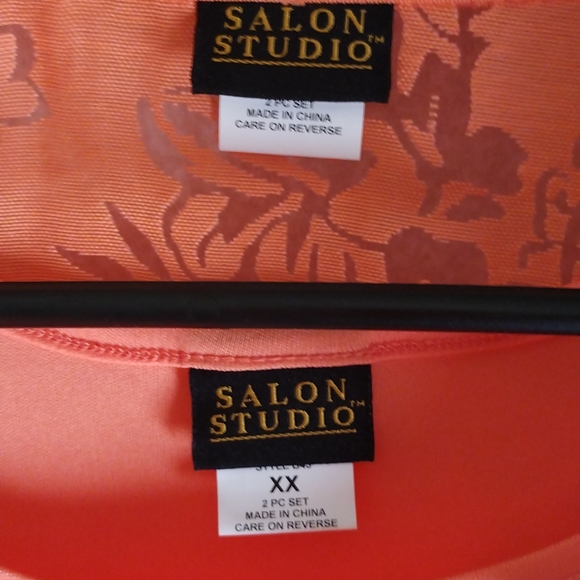 SALON
STUDIO™
2 PC SET
MADE IN CHINA
CARE ON REVERSE
SALON
STUDIO™
STYLE
XX
2 PC SET
MADE IN CHINA
CARE ON REVERSE